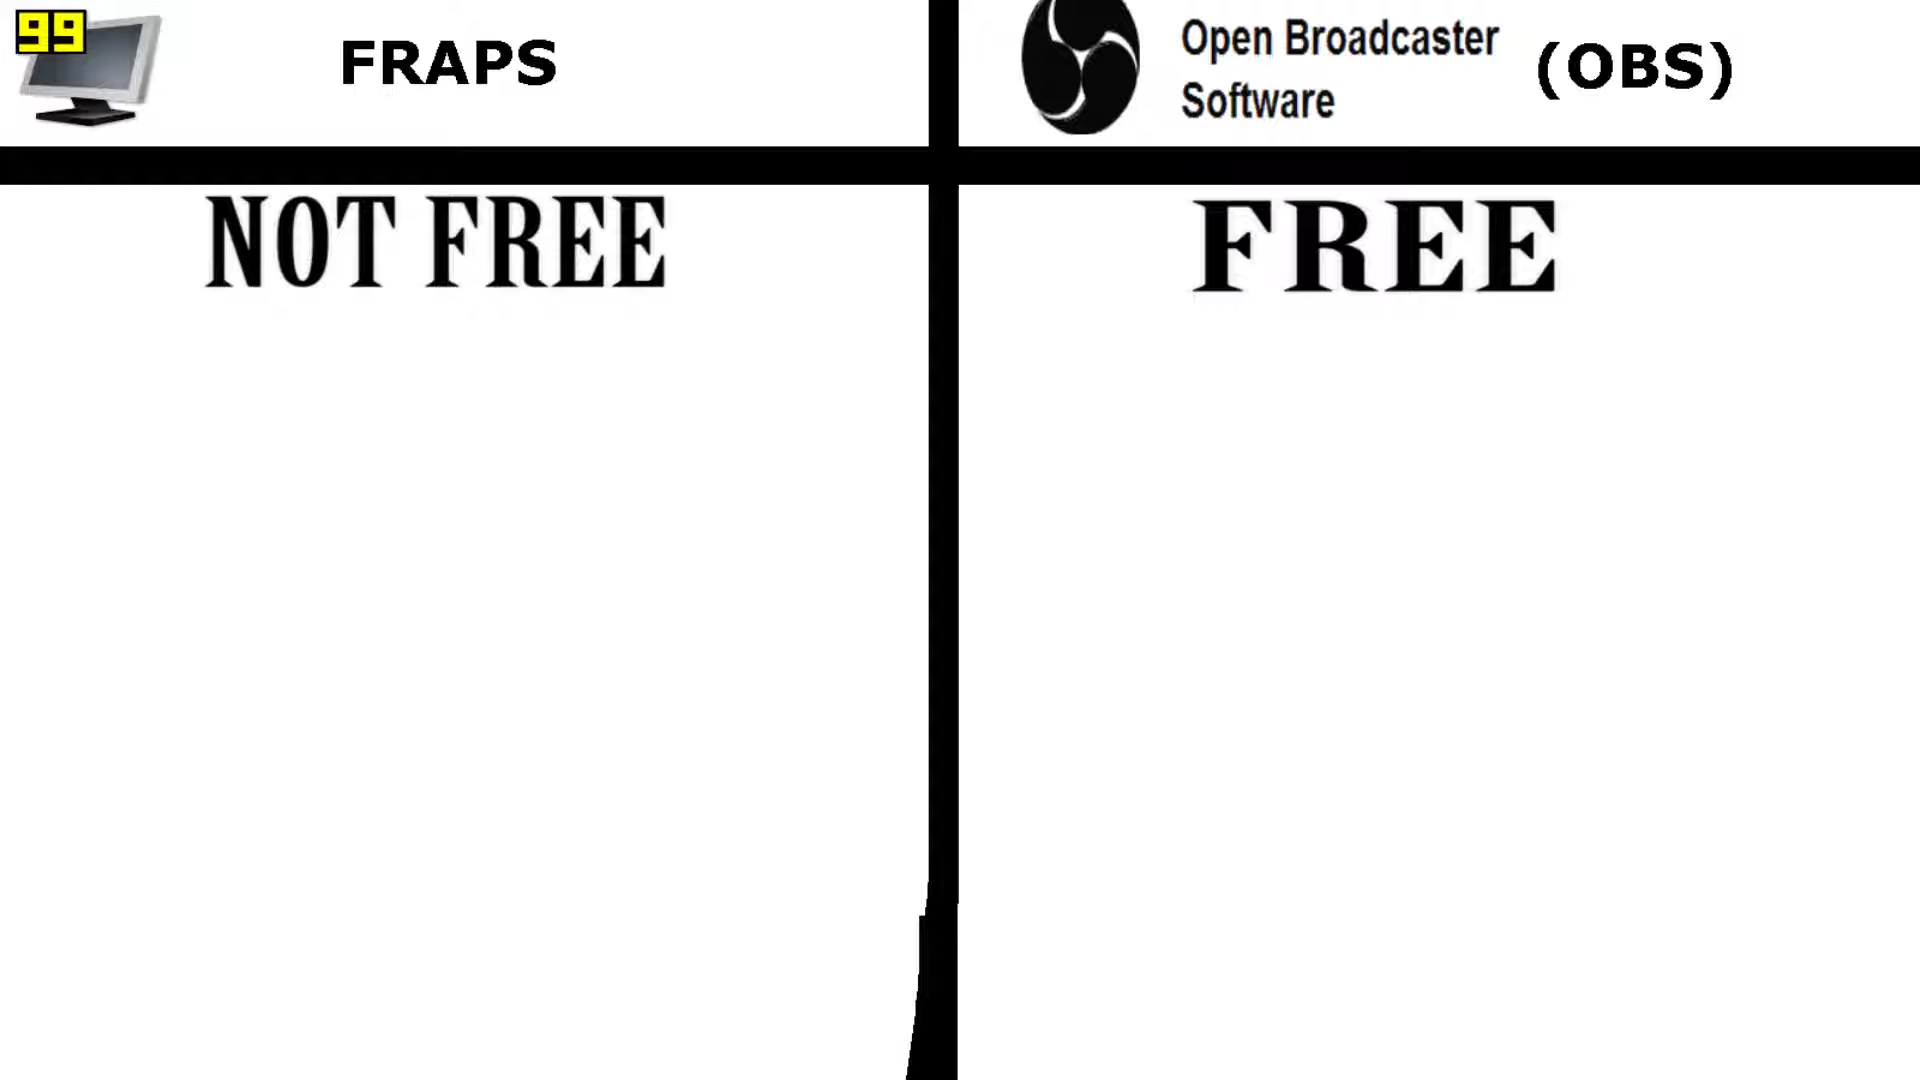 99
FRAPS
Open Broadcaster
Software
(OBS)
NOT FREE
FREE